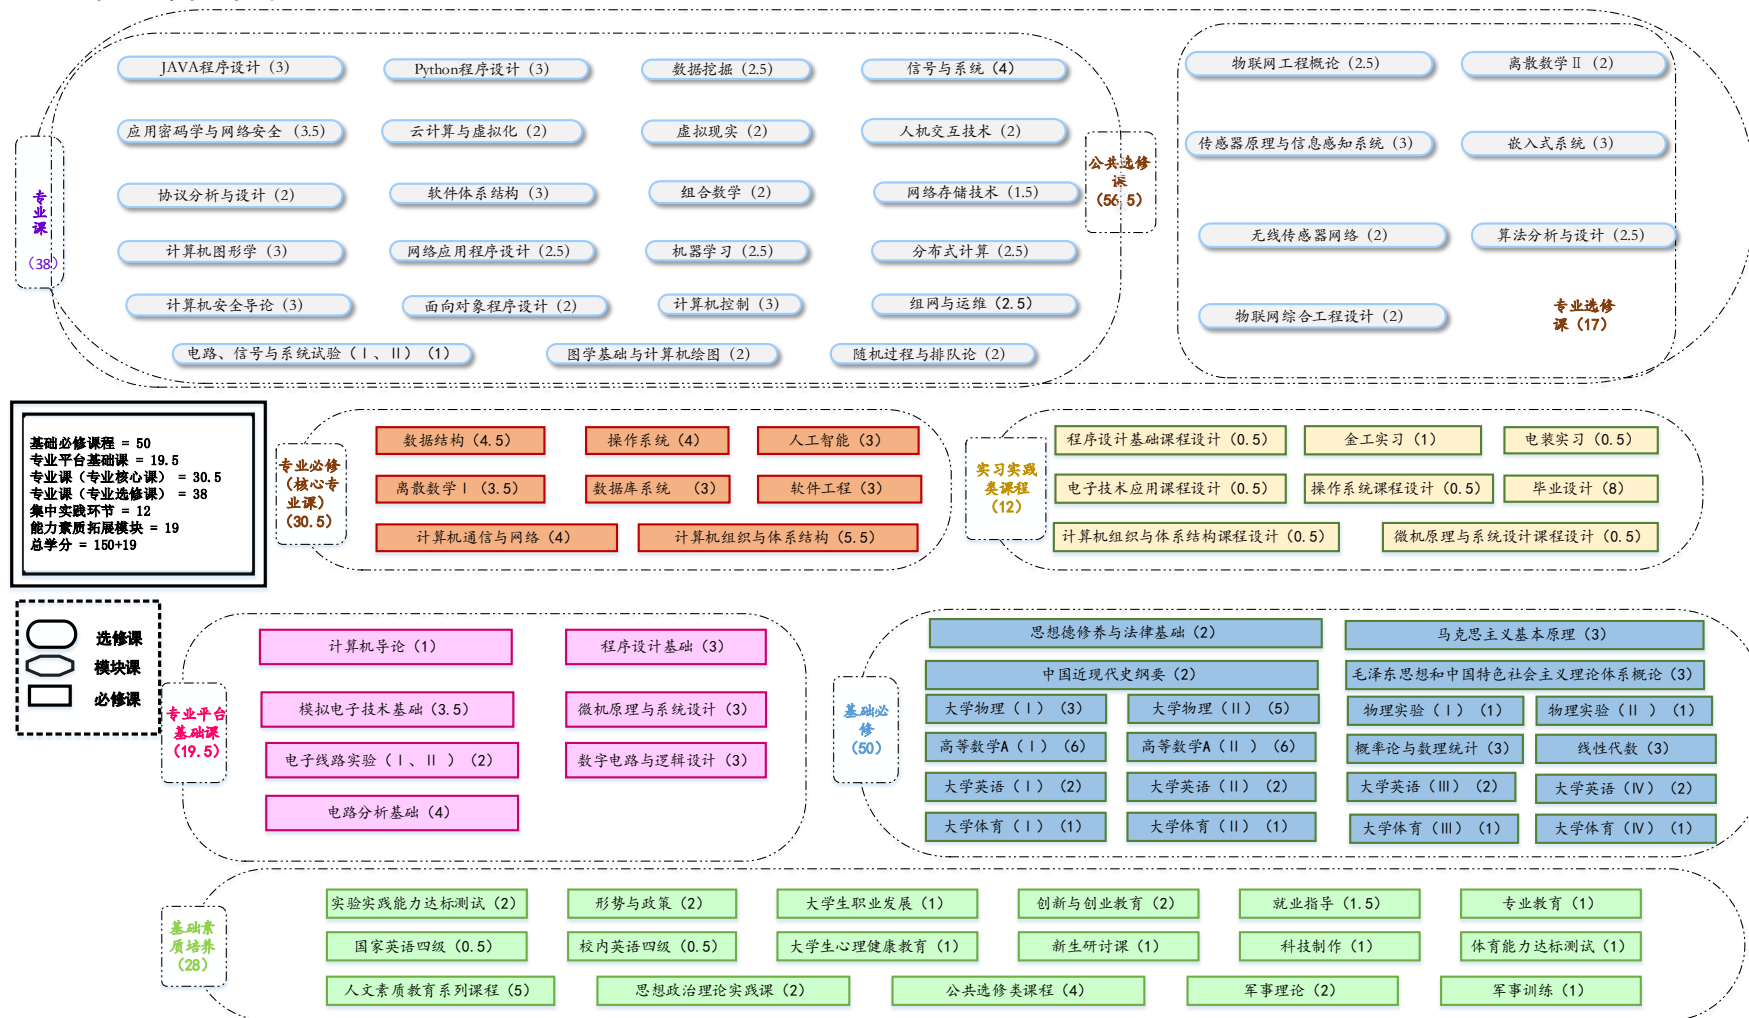 JAVA程序设计（3）
Python程序设计（3）
数据挖掘（2.5）
信号与系统（4）
物联网工程概论（2.5）
离散数学Ⅱ（2）
应用密码学与网络安全（3.5）
云计算与虚拟化（2）
虚拟现实（2）
人机交互技术（2）
传感器原理与信息感知系统（3）
嵌入式系统（3）
专
业
课
（38）
公共选修
课
（56.5）
协议分析与设计（2）
软件体系结构（3）
组合数学（2）
网络存储技术（1.5）
计算机图形学（3）
网络应用程序设计（2.5）
机器学习（2.5）
分布式计算（2.5）
无线传感器网络（2）
算法分析与设计（2.5）
计算机安全导论（3）
面向对象程序设计（2）
计算机控制（3）
组网与运维（2.5）
物联网综合工程设计（2）
专业选修
课（17）
电路、信号与系统试验（Ⅰ、Ⅱ）（1）
图学基础与计算机绘图（2）
随机过程与排队论（2）
基础必修课程 = 50
专业平台基础课 = 19.5
专业课（专业核心课） = 30.5
专业课（专业选修课） = 38
集中实践环节 = 12
能力素质拓展模块 = 19
总学分 = 150+19
专业必修
（核心专
业课）
（30.5）
数据结构（4.5）
操作系统（4）
人工智能（3）
离散数学Ⅰ（3.5）
数据库系统 （3）
软件工程（3）
计算机通信与网络（4）
计算机组织与体系结构（5.5）
实习实践
类课程
（12）
程序设计基础课程设计（0.5）
金工实习（1）
电装实习（0.5）
电子技术应用课程设计（0.5）
操作系统课程设计（0.5）
毕业设计（8）
计算机组织与体系结构课程设计（0.5）
微机原理与系统设计课程设计（0.5）
选修课
模块课
必修课
专业平台
基础课
（19.5）
计算机导论（1）
程序设计基础（3）
模拟电子技术基础（3.5）
微机原理与系统设计（3）
电子线路实验（Ⅰ、Ⅱ ）（2）
数字电路与逻辑设计（3）
电路分析基础（4）
基础必
修
（50）
思想德修养与法律基础（2）
马克思主义基本原理（3）
中国近现代史纲要（2）
毛泽东思想和中国特色社会主义理论体系概论（3）
大学物理（Ⅰ）（3）
大学物理（Ⅱ）（5）
物理实验（Ⅰ）（1）
物理实验（Ⅱ ）（1）
高等数学A（Ⅰ）（6）
高等数学A（Ⅱ ）（6）
概率论与数理统计（3）
线性代数（3）
大学英语（Ⅰ）（2）
大学英语（Ⅱ）（2）
大学英语（Ⅲ）（2）
大学英语（Ⅳ）（2）
大学体育（Ⅰ）（1）
大学体育（Ⅱ）（1）
大学体育（Ⅲ）（1）
大学体育（Ⅳ）（1）
基础素
质培养
（28）
实验实践能力达标测试（2）
形势与政策（2）
大学生职业发展（1）
创新与创业教育（2）
就业指导（1.5）
专业教育（1）
国家英语四级（0.5）
校内英语四级（0.5）
大学生心理健康教育（1）
新生研讨课（1）
科技制作（1）
体育能力达标测试（1）
人文素质教育系列课程（5）
思想政治理论实践课（2）
公共选修类课程（4）
军事理论（2）
军事训练（1）